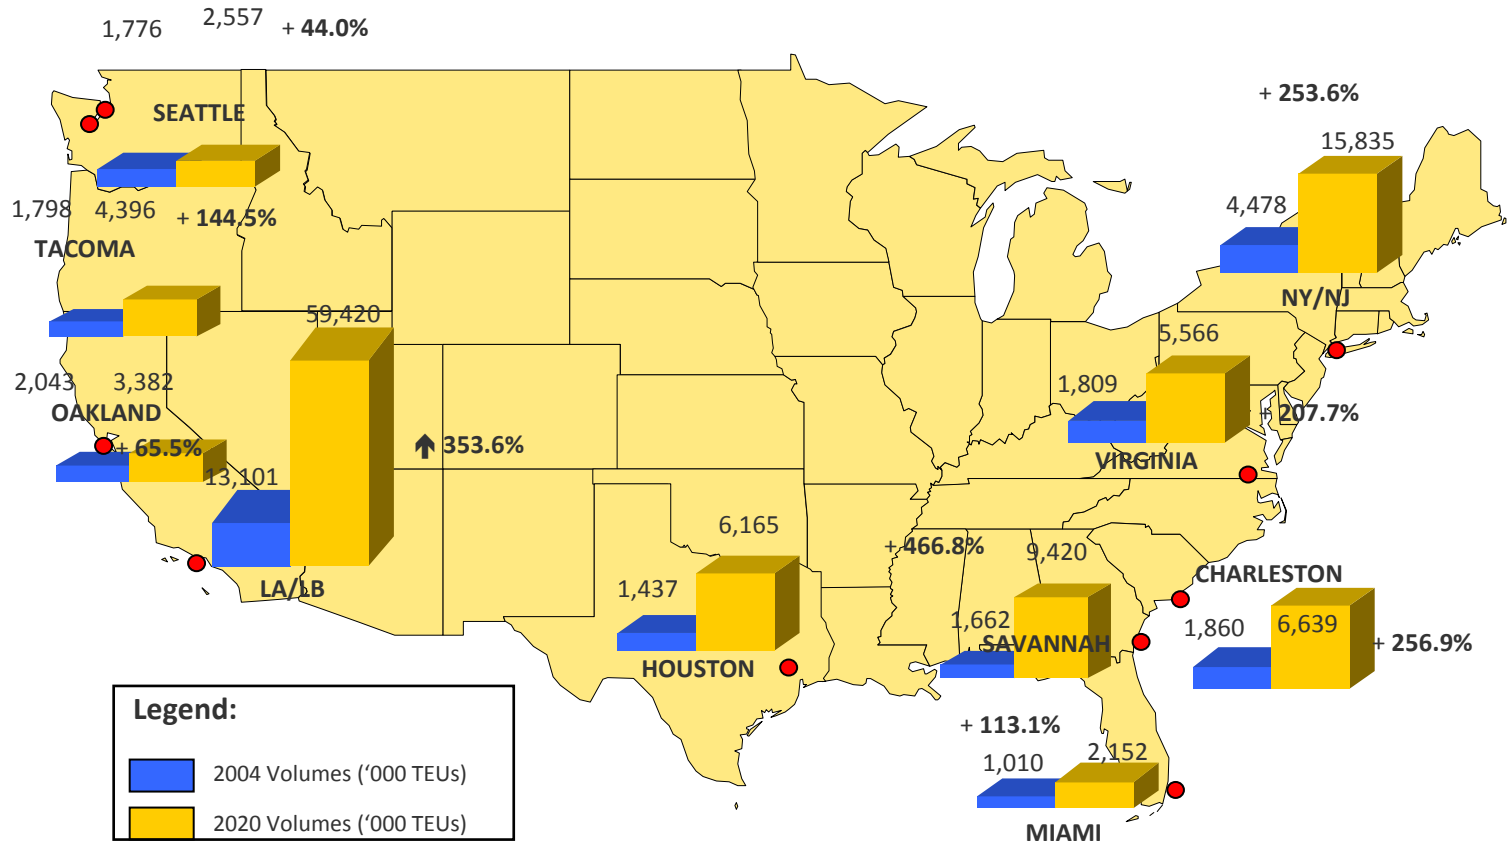 1,776 2,557 + 44.0%
SEATTLE
1,798 4,396 + 144.5%
TACOMA
2,043 3,382
OAKLAND
+ 65.5%
59,420
13,101
353.6%
LA/LB
6,165
1,437
HOUSTON
+ 466.8%
9,420
1,662
SAVANNAH
+ 113.1%
1,010 2,152
MIAMI
+ 253.6%
15,835
4,478
NY/NJ
5,566
1,809
+ 207.7%
VIRGINIA
CHARLESTON
1,860 6,639
+ 256.9%
Legend:
2004 Volumes (‘000 TEUs)
2020 Volumes (‘000 TEUs)